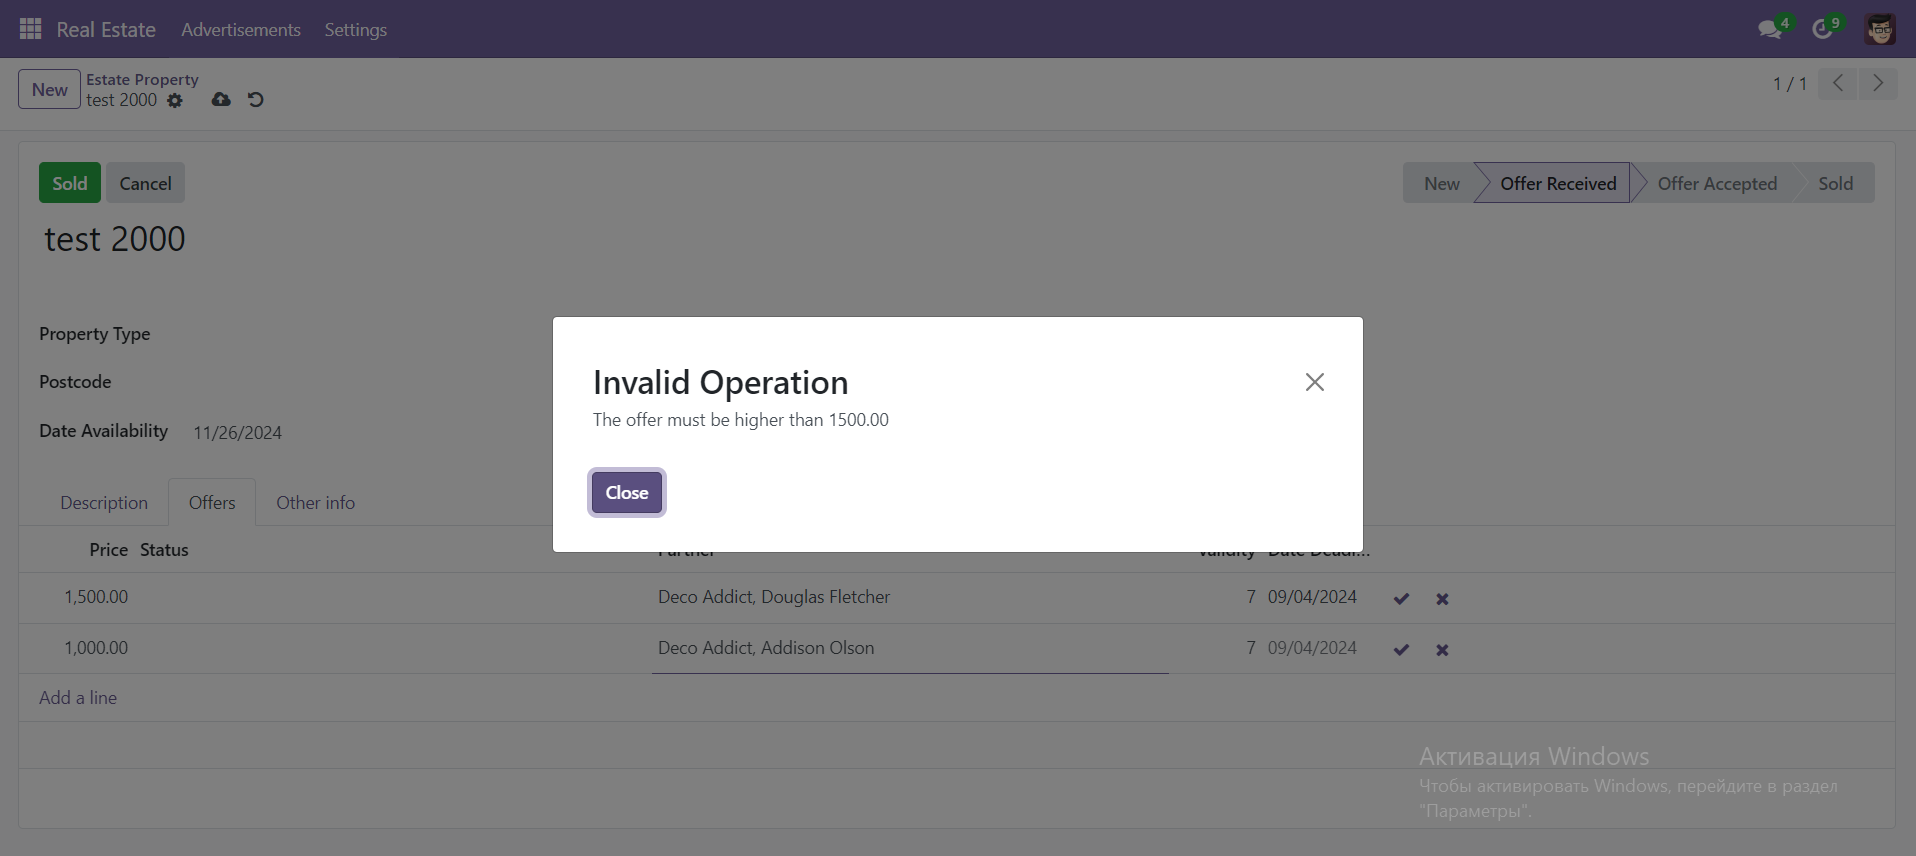 Real Estate Advertisements Settings 4 9
New Estate Property
test 2000 1 / 1
Sold Cancel New Offer Received Offer Accepted Sold
test 2000
Property Type
Postcode
Date Availability 11/26/2024
Invalid Operation
The offer must be higher than 1500.00
Close
Description Offers Other info
Price Status Partner Validity Date Deadl...
1,500.00 Deco Addict, Douglas Fletcher 7 09/04/2024
1,000.00 Deco Addict, Addison Olson 7 09/04/2024
Add a line
Активация Windows
Чтобы активировать Windows, перейдите в раздел
"Параметры".